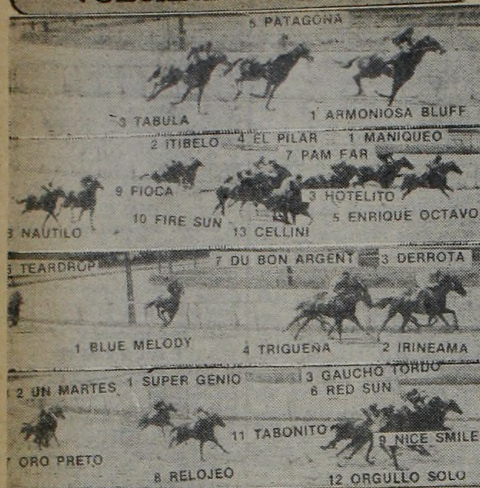 5 PATAGONA
3 TABULA
1 ARMONIOSA BLUFF
2 ITIBELO
4 EL PILAR
1 MANIQUEO
7 PAM FAR
9 FIOCA
3 HOTELITO
10 FIRE SUN
5 ENRIQUE OCTAVO
NAUTILO
13 CELLINI
TEARDROP
7 DU BON ARGENT
3 DERROTA
1 BLUE MELODY
4 TRIGUEÑA
2 IRINEAMA
2 UN MARTES
1 SUPER GENIO
3 GAUCHO TORDO
6 RED SUN
11 TABONITO
9 NICE SMILE
ORO PRETO
8 RELOJEO
12 ORGULLO SOLO